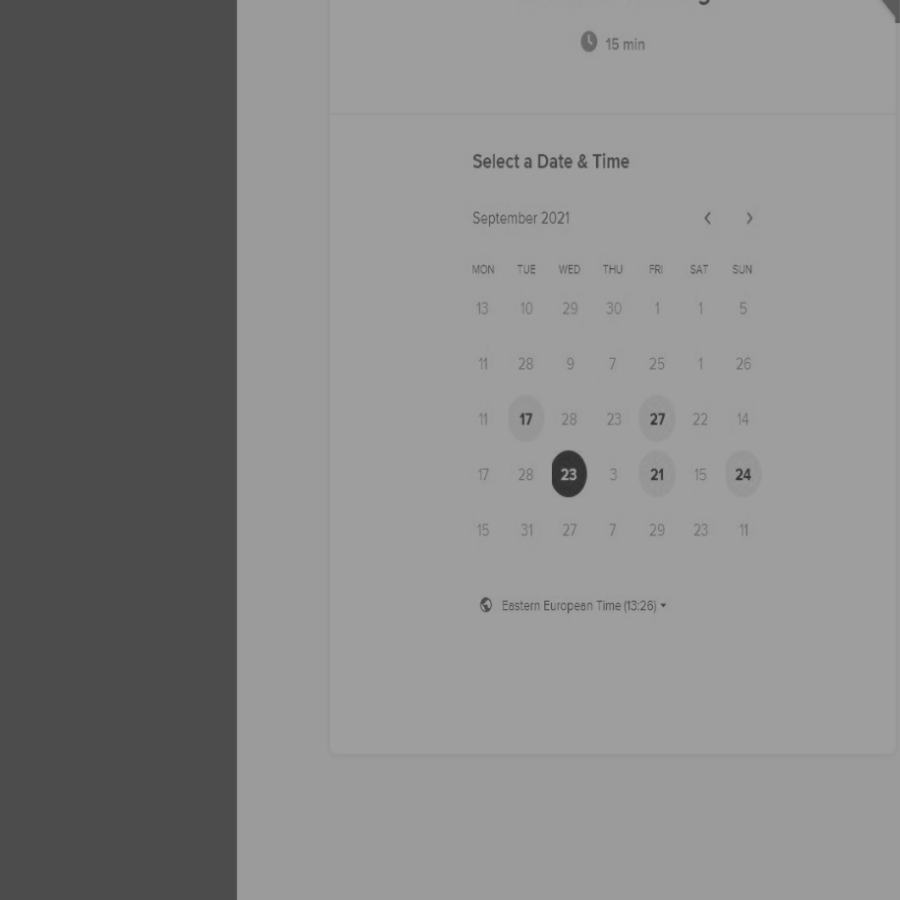 15 min
Select a Date & Time
September 2021
MON TUE WED THU FRI SAT SUN
13 10 29 30 1 1 5
11 28 9 7 25 1 26
11 17 28 23 27 22 14
17 28 23 3 21 15 24
15 31 27 7 29 23 11
Eastern European Time (13:26)